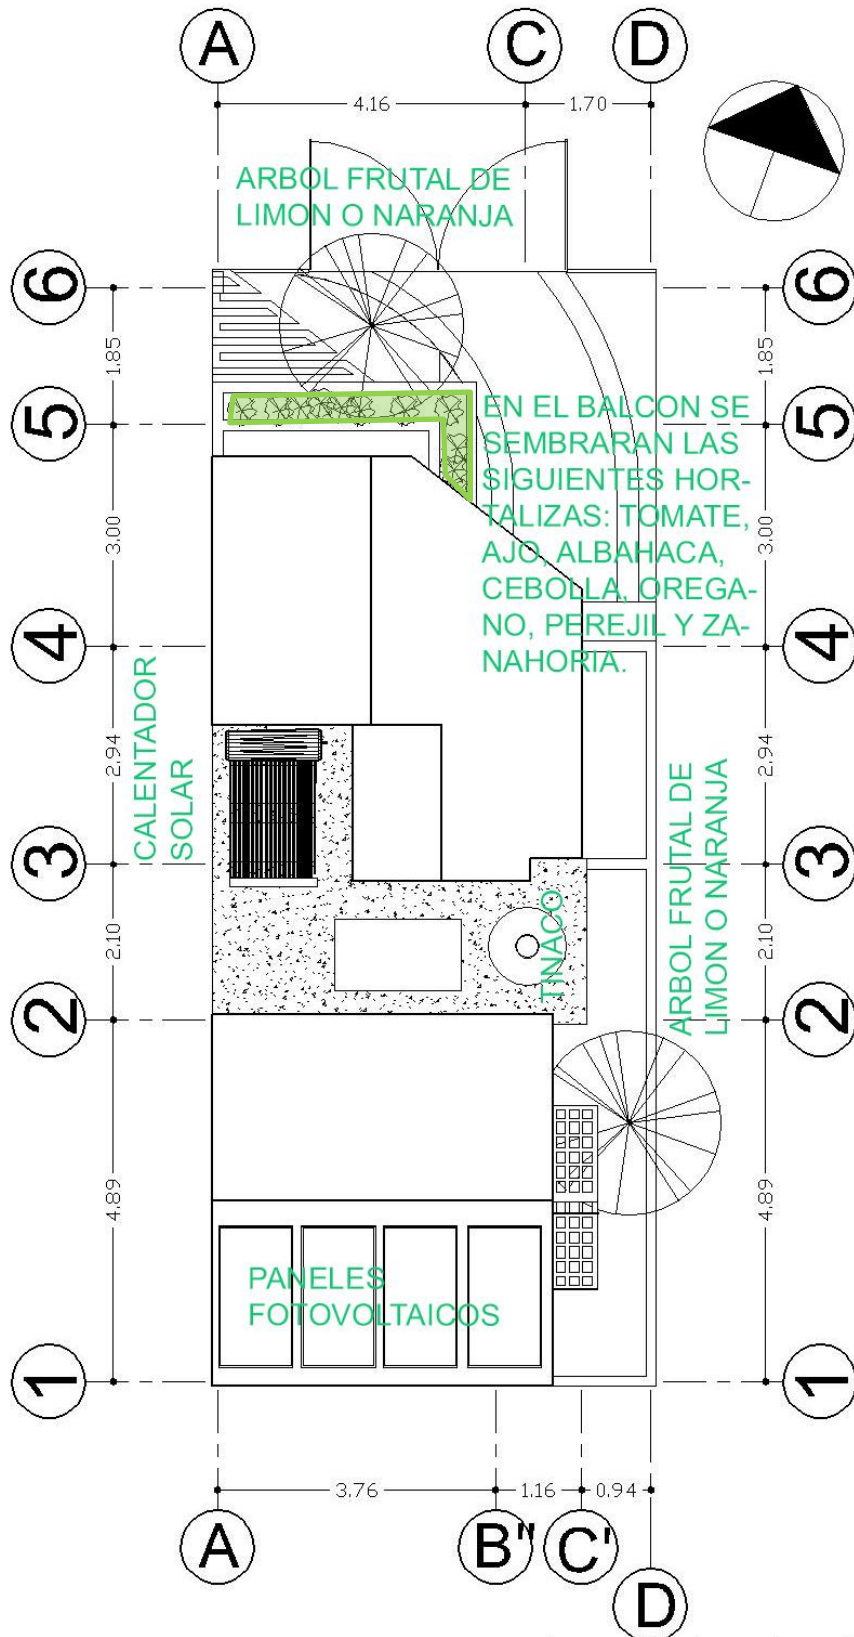 A
C
D
4.16
1.70
ARBOL FRUTAL DE
LIMON O NARANJA
6
6
1.85
1.85
5
5
EN EL BALCON SE
SEMBRARAN LAS
SIGUIENTES HOR-
TALIZAS: TOMATE,
AJO, ALBAHACA,
CEBOLLA, OREGA-
NO, PEREJIL Y ZA-
NAHORIA.
3.00
3.00
4
4
CALENTADOR
SOLAR
2.94
2.94
3
3
ARBOL FRUTAL DE
LIMON O NARANJA
TINACO
2.10
2.10
2
2
4.89
4.89
PANELES
FOTOVOLTAICOS
1
1
3.76
1.16
0.94
A
B"
C'
D